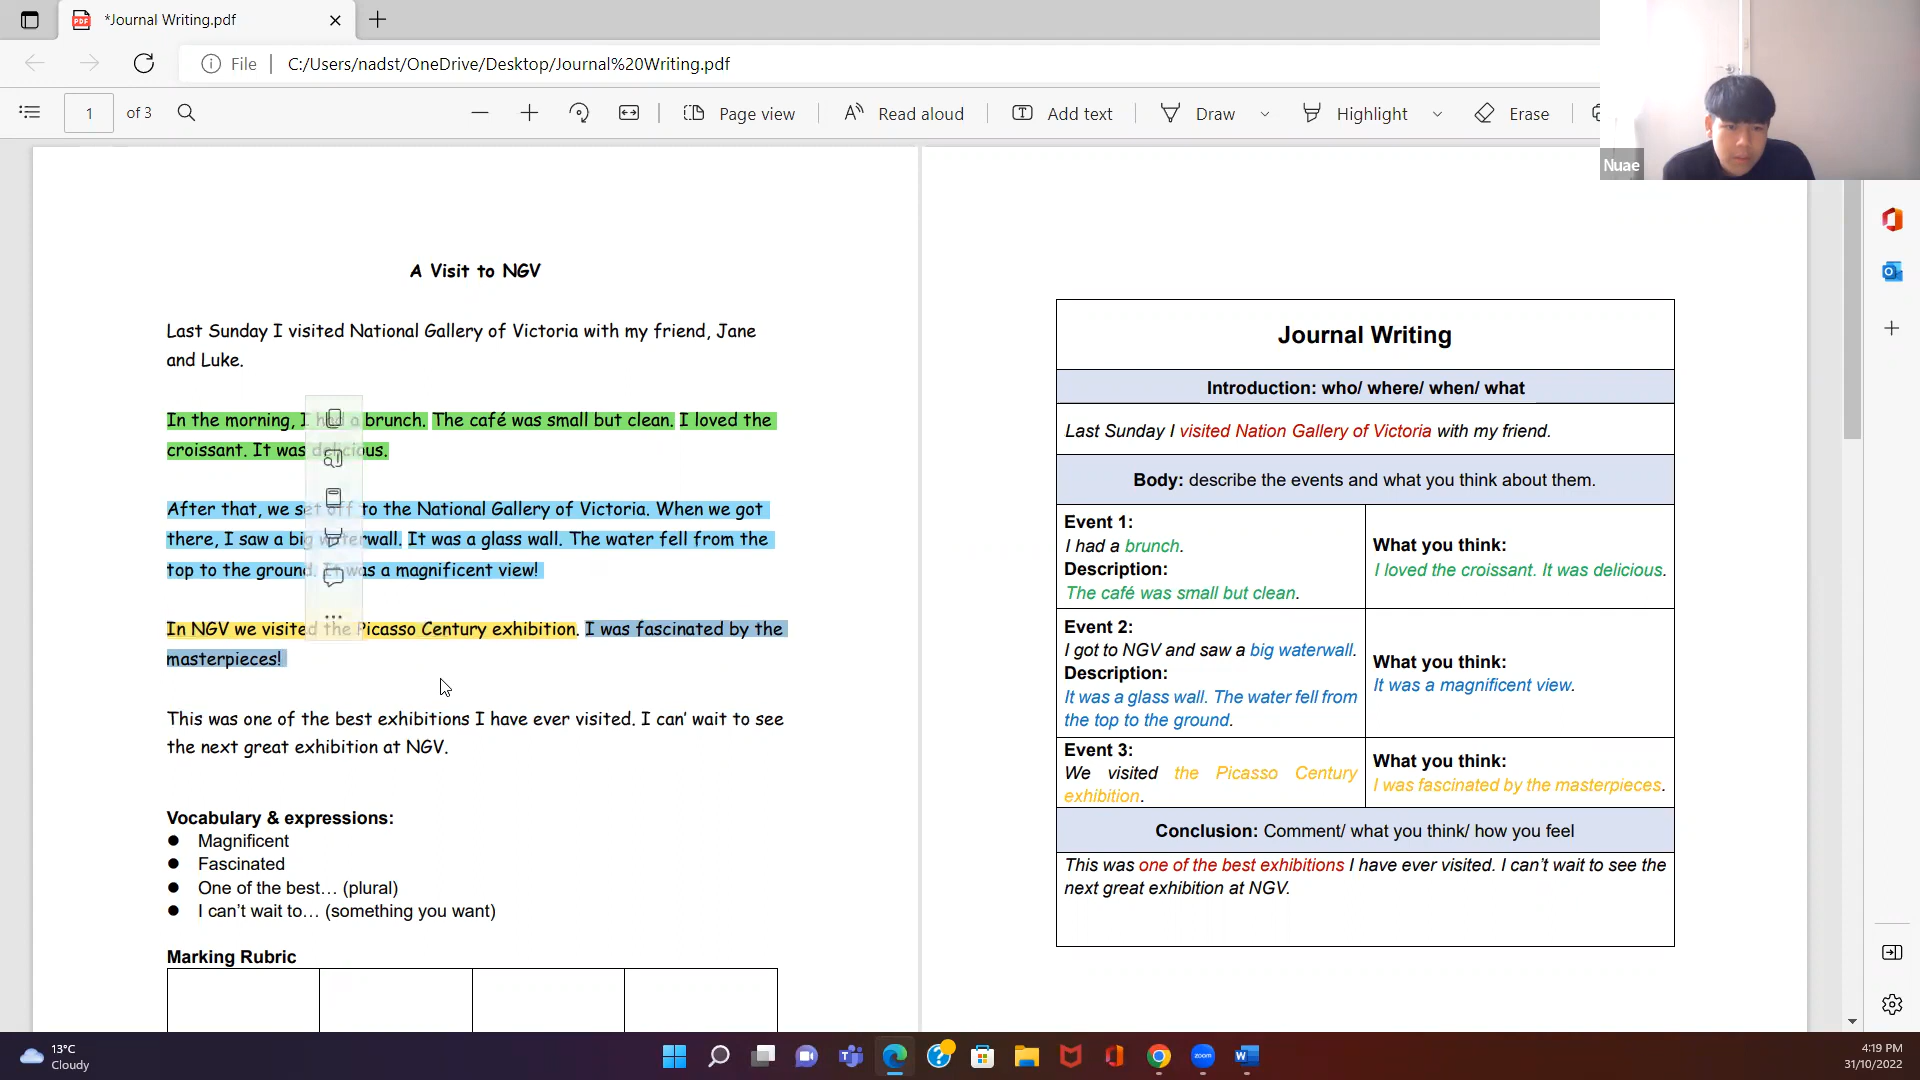 *Journal Writing.pdf
File
C:/Users/nadst/OneDrive/Desktop/Journal%20Writing.pdf
1 of 3
Page view
Read aloud
Add text
Draw
Highlight
Erase
Nuae
A Visit to NGV
Last Sunday I visited National Gallery of Victoria with my friend, Jane
and Luke.
In the morning, I had a brunch. The café was small but clean. I loved the
croissant. It was delicious.
After that, we set off to the National Gallery of Victoria. When we got
there, I saw a big waterwall. It was a glass wall. The water fell from the
top to the ground. It was a magnificent view!
In NGV we visited the Picasso Century exhibition. I was fascinated by the
masterpieces!
This was one of the best exhibitions I have ever visited. I can' wait to see
the next great exhibition at NGV.
Vocabulary & expressions:
● Magnificent
● Fascinated
● One of the best… (plural)
● I can't wait to… (something you want)
Marking Rubric
Journal Writing
Introduction: who/ where/ when/ what
Last Sunday I visited Nation Gallery of Victoria with my friend.
Body: describe the events and what you think about them.
Event 1:
I had a brunch.
Description:
The café was small but clean.
What you think:
I loved the croissant. It was delicious.
Event 2:
I got to NGV and saw a big waterwall.
Description:
It was a glass wall. The water fell from
the top to the ground.
What you think:
It was a magnificent view.
Event 3:
We visited the Picasso Century
exhibition.
What you think:
I was fascinated by the masterpieces.
Conclusion: Comment/ what you think/ how you feel
This was one of the best exhibitions I have ever visited. I can't wait to see the
next great exhibition at NGV.
13°C
Cloudy
zoom
4:19 PM
31/10/2022